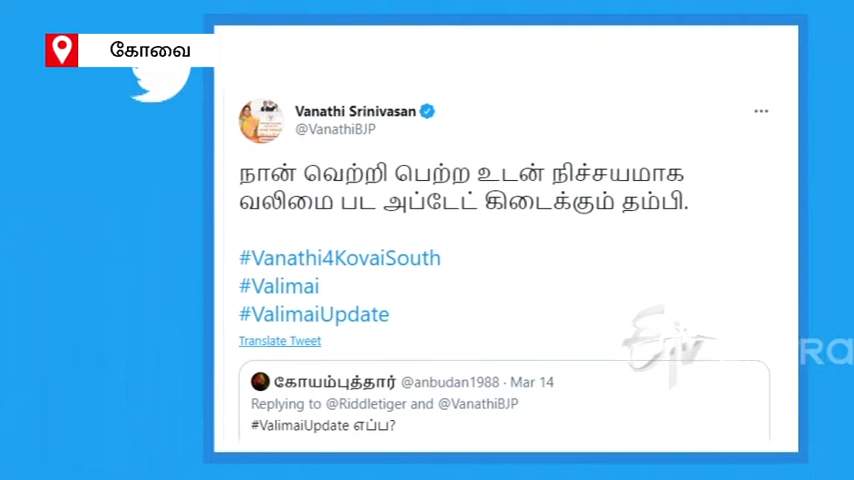 கோவை
Vanathi Srinivasan
@VanathiBJP
நான் வெற்றி பெற்ற உடன் நிச்சயமாக
வலிமை பட அப்டேட் கிடைக்கும் தம்பி.
#Vanathi4KovaiSouth
#Valimai
#ValimaiUpdate
Translate Tweet
கோயம்புத்தார் @anbudan1988 · Mar 14
Replying to @Riddletiger and @VanathiBJP
#ValimaiUpdate எப்ப?